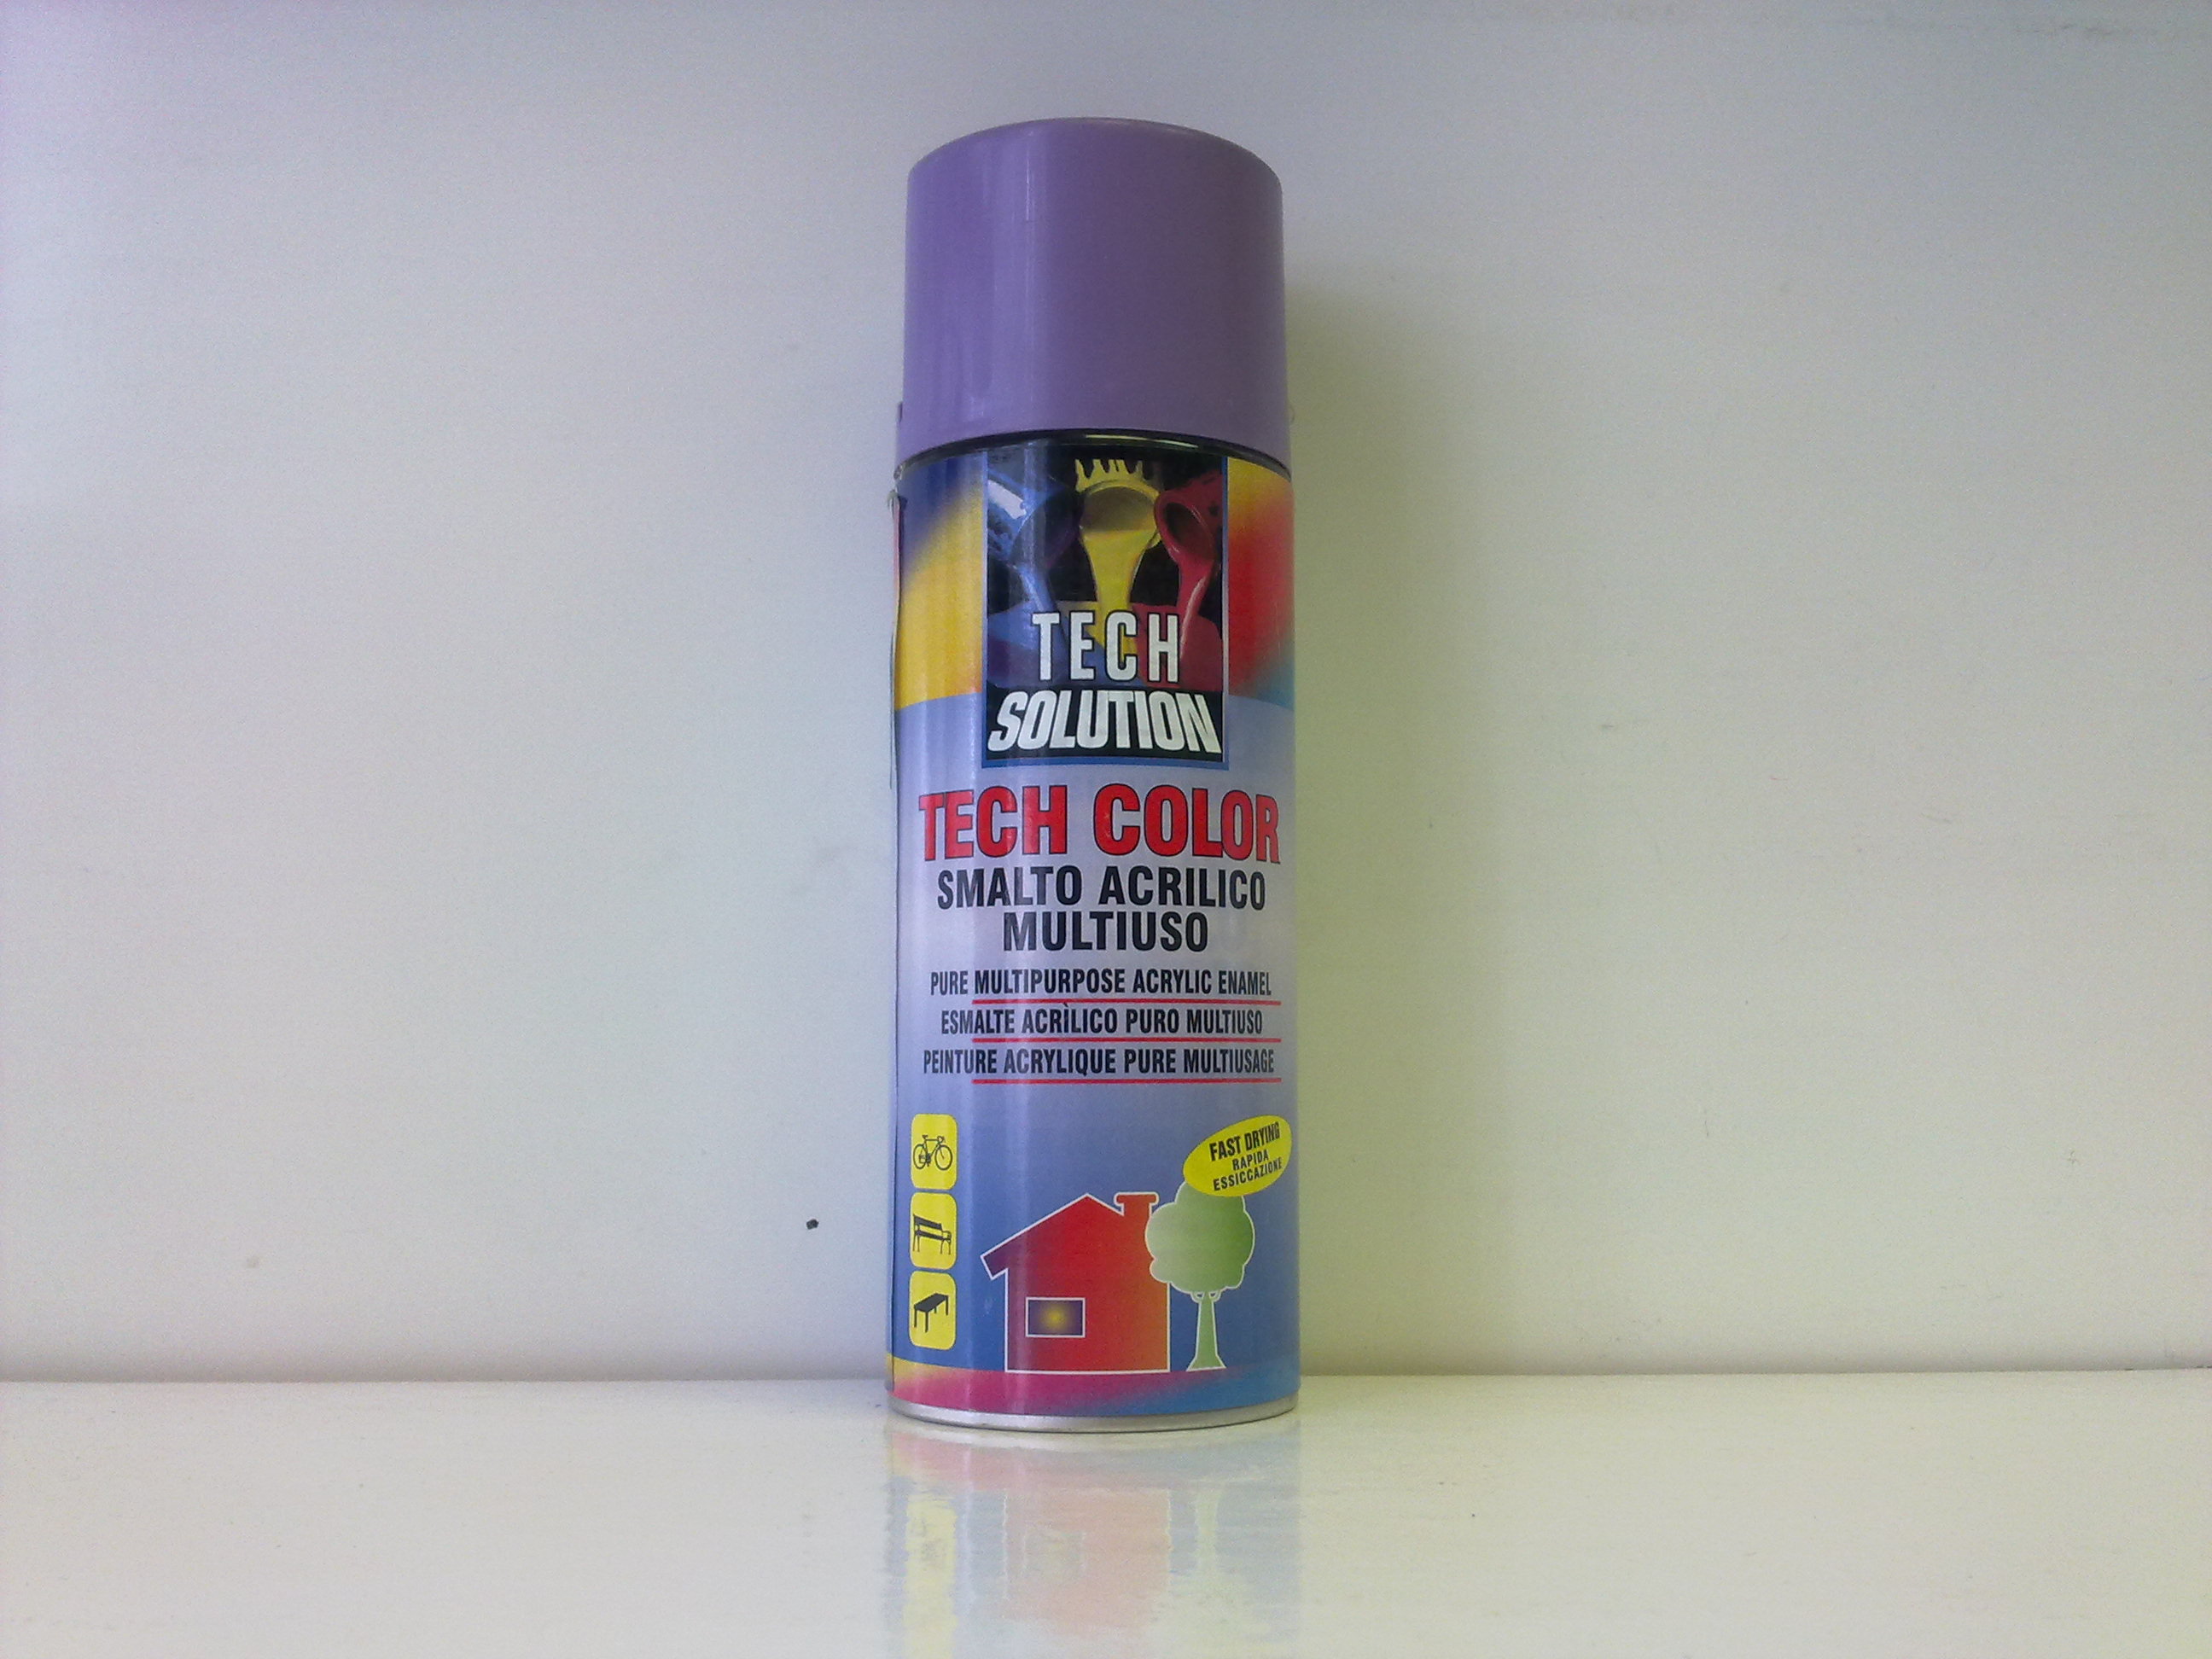 TECH
SOLUTION
TECH COLOR
SMALTO ACRILICO
MULTIUSO
PURE MULTIPURPOSE ACRYLIC ENAMEL
ESMALTE ACRÌLICO PURO MULTIUSO
PEINTURE ACRYLIQUE PURE MULTIUSAGE
FAST DRYING
RAPIDA
ESSICCAZIONE